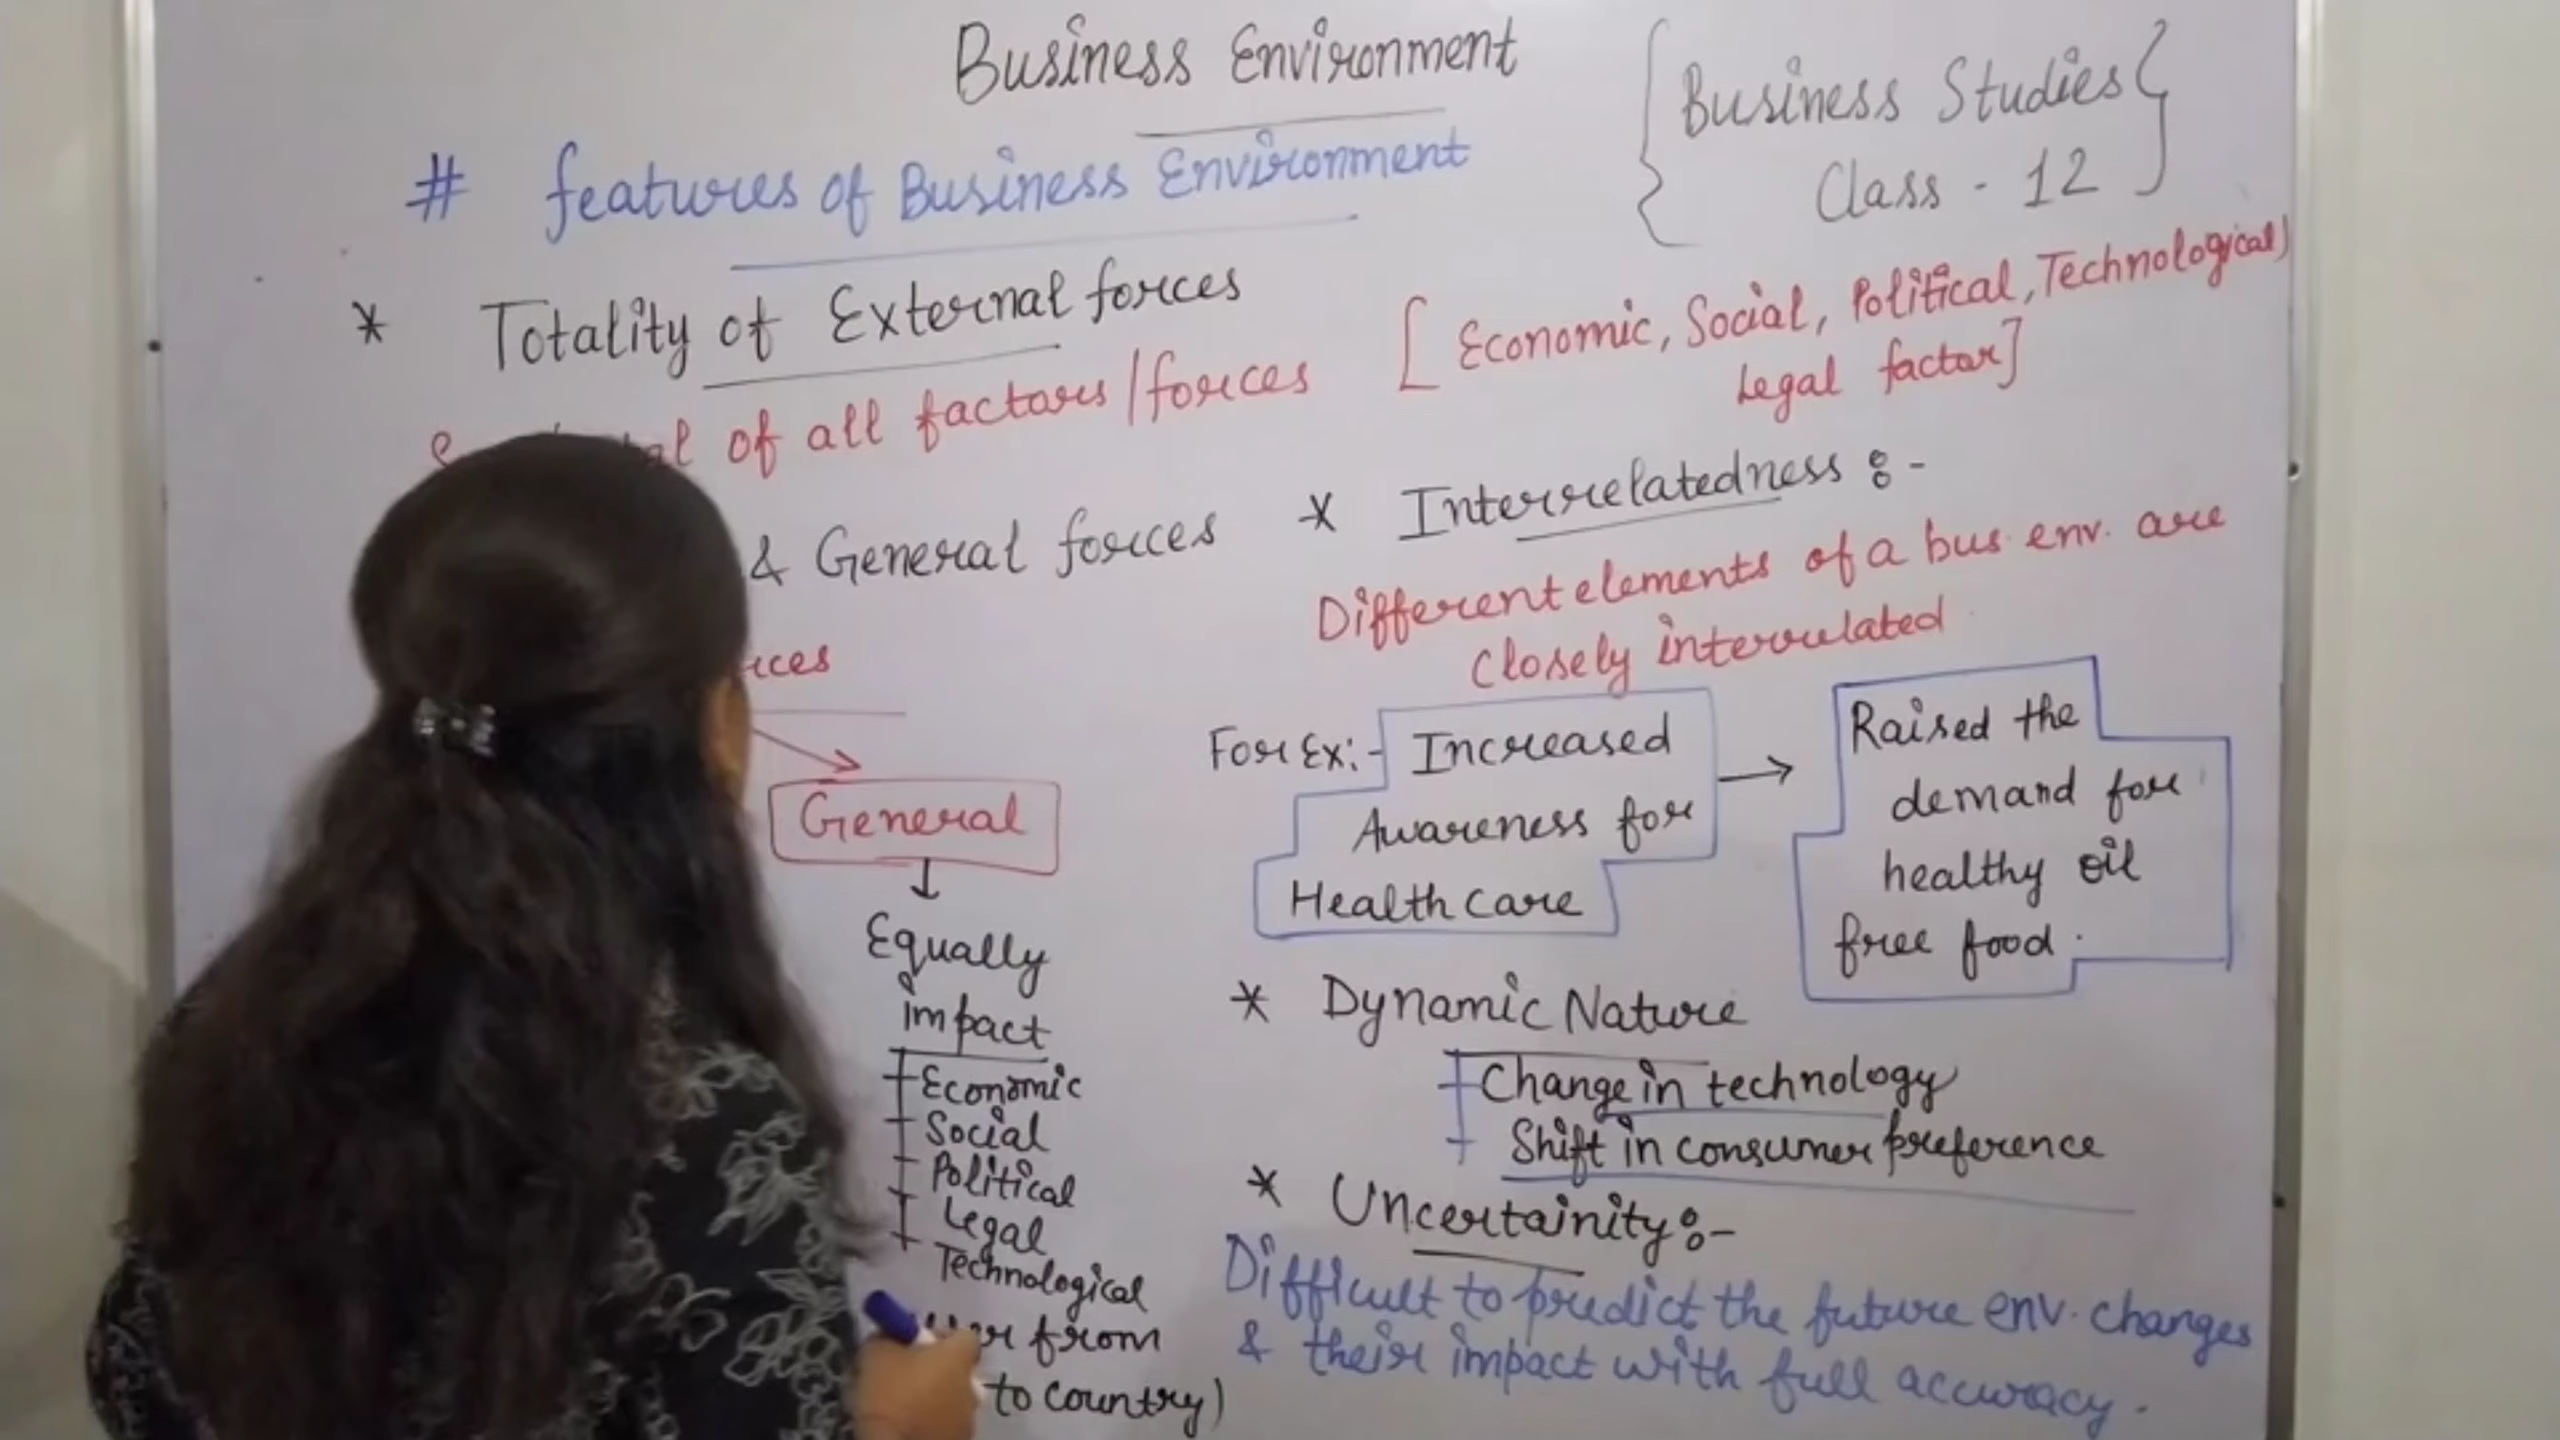 Business Environment
{Business Studies}
Class - 12
# features of Business Environment
* Totality of External forces
of all factors/forces
[Economic, Social, Political, Technological)
Legal factor]
& General forces
General
Equally
impact
Economic
Social
Political
Legal
Technological
from
to country)
* Interrelatedness :-
Different elements of a bus. env. are
closely interrelated
For Ex:- Increased
Awareness for
Health care
→ Raised the
demand for
healthy oil
free food.
* Dynamic Nature
Change in technology
Shift in consumer preference
* Uncertainity :-
Difficult to predict the future env. changes
& their impact with full accuracy.